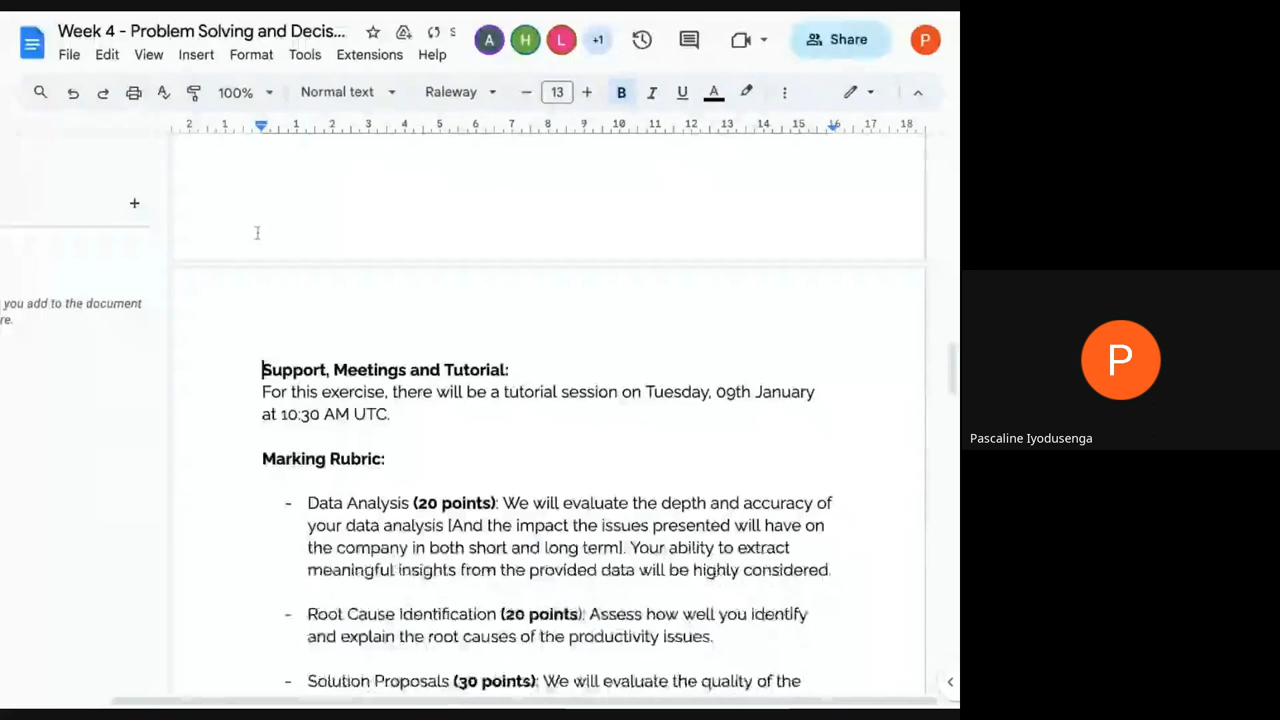 Week 4 - Problem Solving and Decis...
A H L +1 Share P
File Edit View Insert Format Tools Extensions Help
100% Normal text Raleway - 13 + B I U A
2 1 1 2 3 4 5 6 7 8 9 10 11 12 13 14 15 16 17 18
+
you add to the document
re.
Support, Meetings and Tutorial:
For this exercise, there will be a tutorial session on Tuesday, 09th January
at 10:30 AM UTC.
Marking Rubric:
- Data Analysis (20 points): We will evaluate the depth and accuracy of
your data analysis [And the impact the issues presented will have on
the company in both short and long term]. Your ability to extract
meaningful insights from the provided data will be highly considered.
- Root Cause Identification (20 points): Assess how well you identify
and explain the root causes of the productivity issues.
- Solution Proposals (30 points): We will evaluate the quality of the
P
Pascaline Iyodusenga